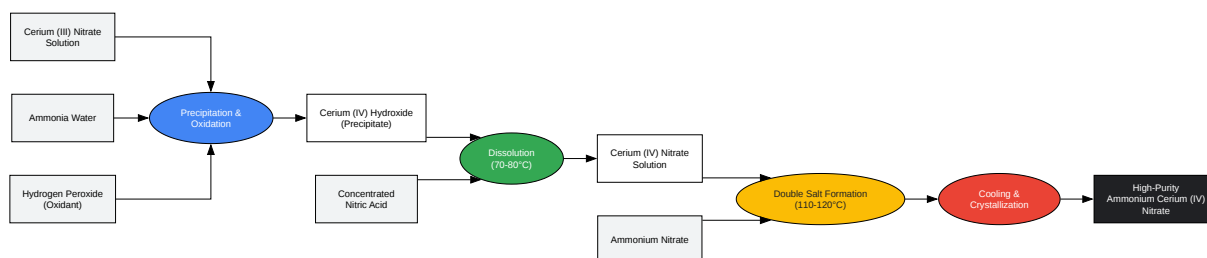 Cerium (III) Nitrate
Solution
Ammonia Water
Hydrogen Peroxide
(Oxidant)
Precipitation &
Oxidation
Cerium (IV) Hydroxide
(Precipitate)
Concentrated
Nitric Acid
Dissolution
(70-80°C)
Cerium (IV) Nitrate
Solution
Ammonium Nitrate
Double Salt Formation
(110-120°C)
Cooling &
Crystallization
High-Purity
Ammonium Cerium (IV)
Nitrate